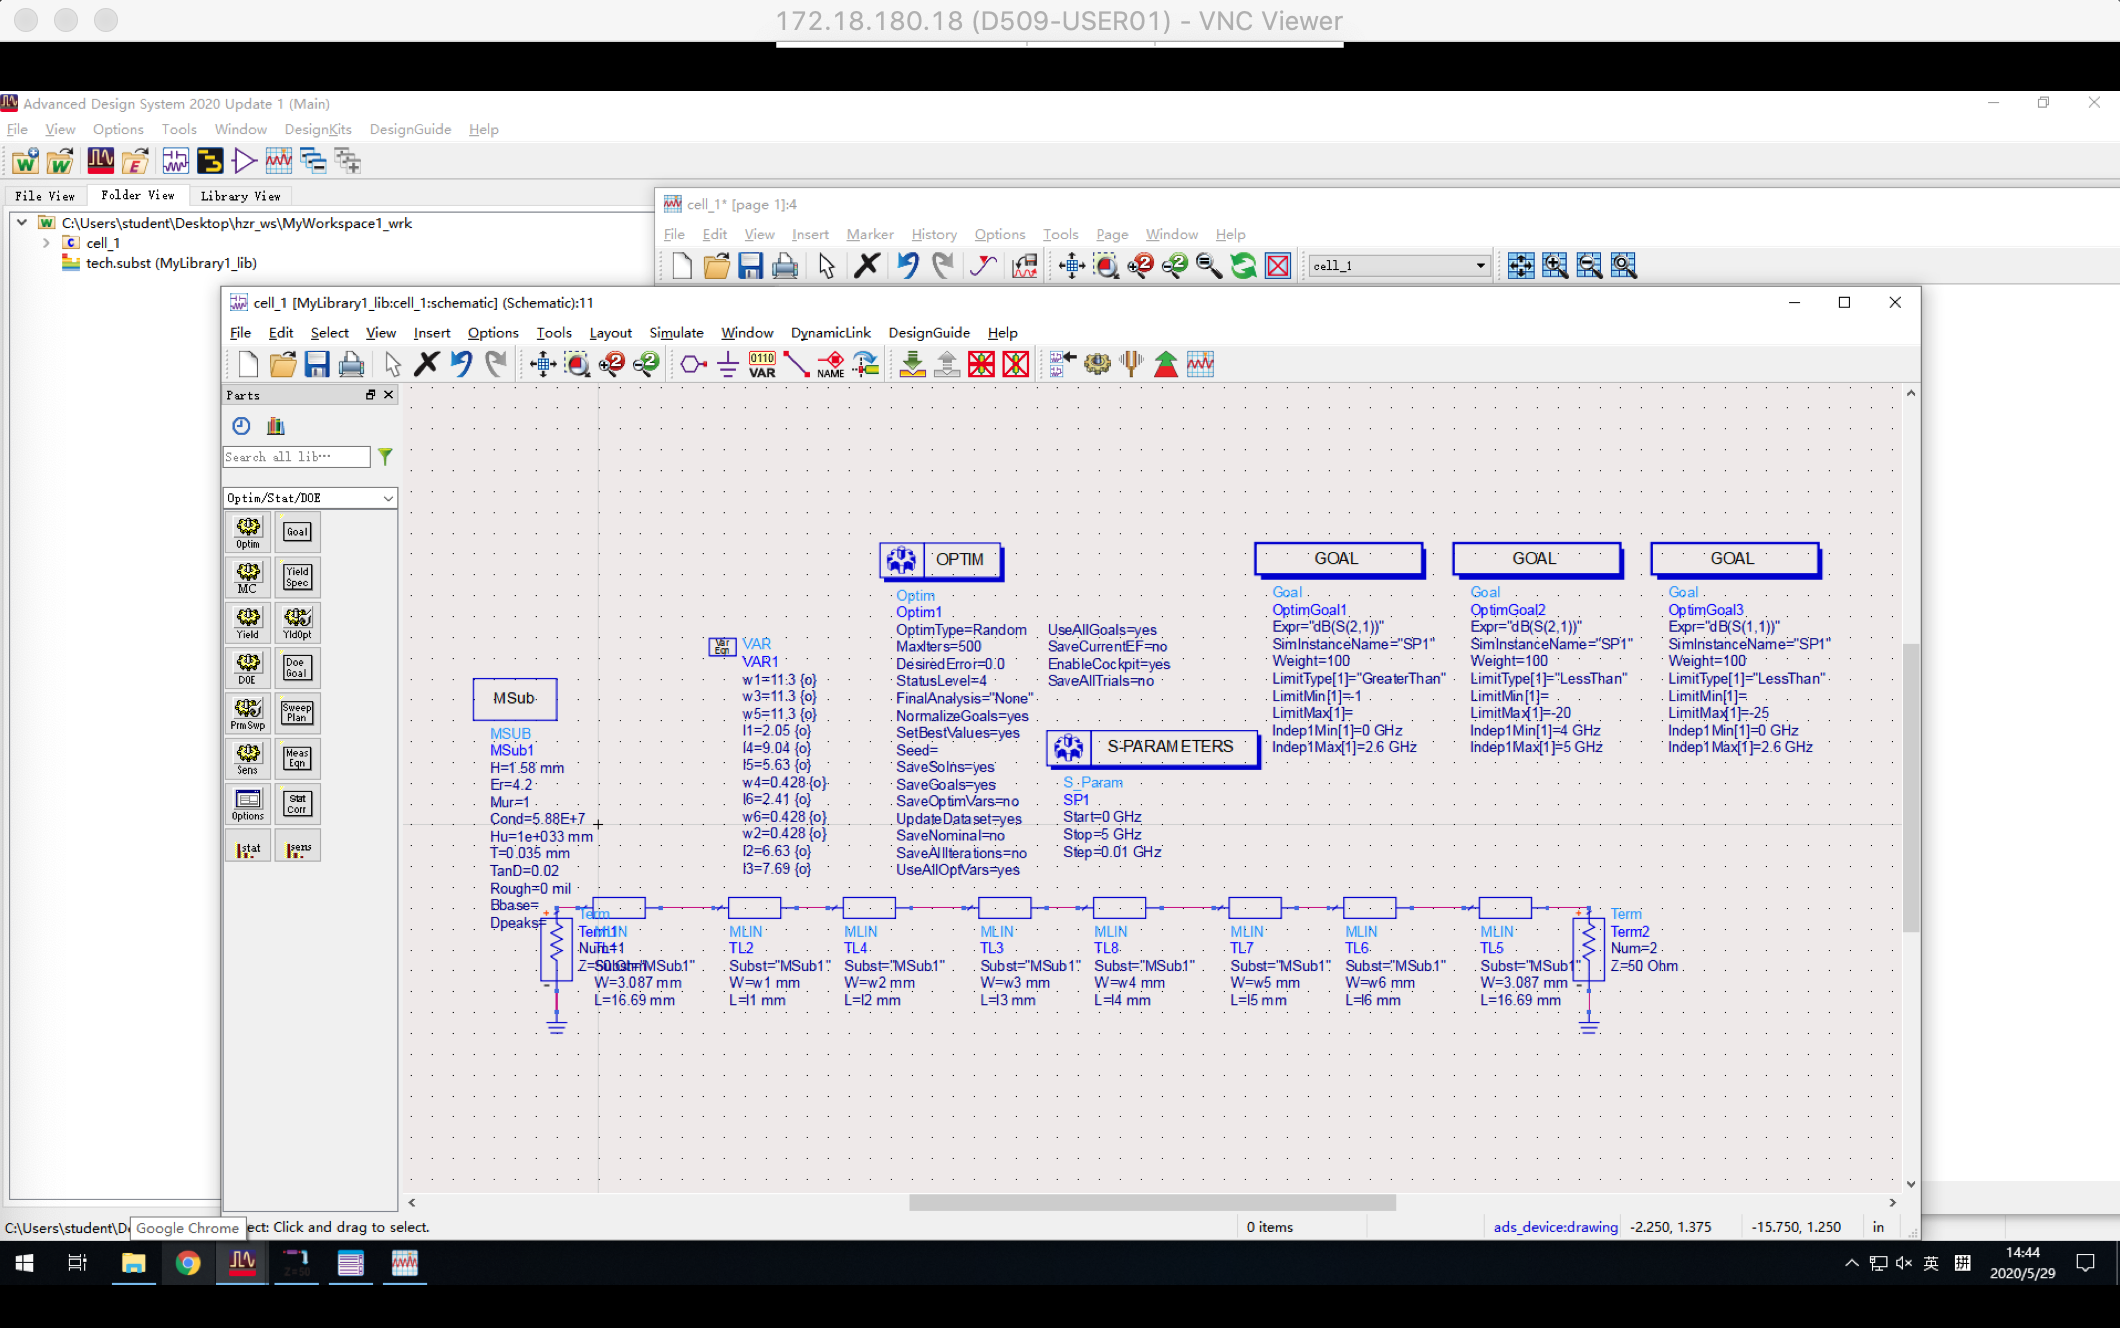 172.18.180.18 (D509-USER01) - VNC Viewer
Advanced Design System 2020 Update 1 (Main)
File View Options Tools Window DesignKits DesignGuide Help
File View Folder View Library View
C:\Users\student\Desktop\hzr_ws\MyWorkspace1_wrk
cell_1
tech.subst (MyLibrary1_lib)
cell_1* [page 1]:4
File Edit View Insert Marker History Options Tools Page Window Help
cell_1
cell_1 [MyLibrary1_lib:cell_1:schematic] (Schematic):11
File Edit Select View Insert Options Tools Layout Simulate Window DynamicLink DesignGuide Help
0110
VAR
NAME
Parts
Search all lib···
Optim/Stat/DOE
Optim
Goal
MC
Yield Spec
Yield
YldOpt
DOE
Doe Goal
PrmSwp
Sweep Plan
Sens
Meas Eqn
Options
Stat Corr
stat
sens
MSub
MSUB
MSub1
H=1.58 mm
Er=4.2
Mur=1
Cond=5.88E+7
Hu=1e+033 mm
T=0.035 mm
TanD=0.02
Rough=0 mil
Bbase=
Dpeaks=
Var Eqn
VAR
VAR1
w1=11.3 {o}
w3=11.3 {o}
w5=11.3 {o}
l1=2.05 {o}
l4=9.04 {o}
l5=5.63 {o}
w4=0.428 {o}
l6=2.41 {o}
w6=0.428 {o}
w2=0.428 {o}
l2=6.63 {o}
l3=7.69 {o}
OPTIM
Optim
Optim1
OptimType=Random
MaxIters=500
DesiredError=0.0
StatusLevel=4
FinalAnalysis="None"
NormalizeGoals=yes
SetBestValues=yes
Seed=
SaveSolns=yes
SaveGoals=yes
SaveOptimVars=no
UpdateDataset=yes
SaveNominal=no
SaveAllIterations=no
UseAllOptVars=yes
UseAllGoals=yes
SaveCurrentEF=no
EnableCockpit=yes
SaveAllTrials=no
S-PARAMETERS
S_Param
SP1
Start=0 GHz
Stop=5 GHz
Step=0.01 GHz
GOAL
Goal
OptimGoal1
Expr="dB(S(2,1))"
SimInstanceName="SP1"
Weight=100
LimitType[1]="GreaterThan"
LimitMin[1]=-1
LimitMax[1]=
Indep1Min[1]=0 GHz
Indep1Max[1]=2.6 GHz
GOAL
Goal
OptimGoal2
Expr="dB(S(2,1))"
SimInstanceName="SP1"
Weight=100
LimitType[1]="LessThan"
LimitMin[1]=
LimitMax[1]=-20
Indep1Min[1]=4 GHz
Indep1Max[1]=5 GHz
GOAL
Goal
OptimGoal3
Expr="dB(S(1,1))"
SimInstanceName="SP1"
Weight=100
LimitType[1]="LessThan"
LimitMin[1]=
LimitMax[1]=-25
Indep1Min[1]=0 GHz
Indep1Max[1]=2.6 GHz
Term
Term1
Num=1
MLIN
Subst="MSub1"
W=3.087 mm
L=16.69 mm
MLIN
TL2
Subst="MSub1"
W=w1 mm
L=l1 mm
MLIN
TL4
Subst="MSub1"
W=w2 mm
L=l2 mm
MLIN
TL3
Subst="MSub1"
W=w3 mm
L=l3 mm
MLIN
TL8
Subst="MSub1"
W=w4 mm
L=l4 mm
MLIN
TL7
Subst="MSub1"
W=w5 mm
L=l5 mm
MLIN
TL6
Subst="MSub1"
W=w6 mm
L=l6 mm
MLIN
TL5
Subst="MSub1"
W=3.087 mm
L=16.69 mm
Term
Term2
Num=2
Z=50 Ohm
C:\Users\student\De
Google Chrome
ect: Click and drag to select.
0 items
ads_device:drawing
-2.250, 1.375
-15.750, 1.250
in
英
拼
14:44
2020/5/29